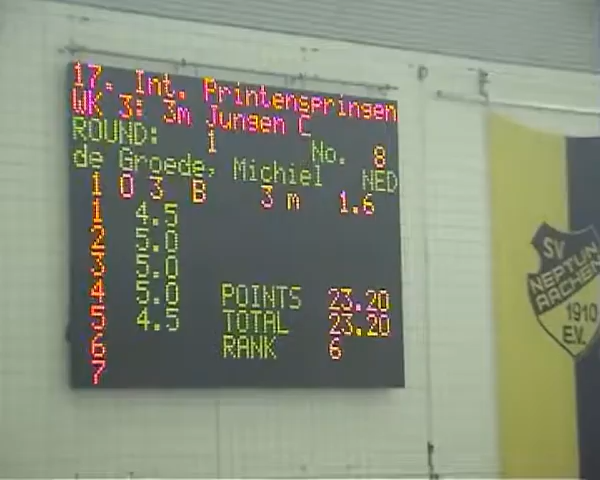 17. Int. Printenspringen
WK 3: 3m Jungen C
ROUND: 1 No. 8
de Groede, Michiel NED
1 0 3 B 3 m 1.6
1 4.5
2 5.0
3 5.0
4 5.0 POINTS 23.20
5 4.5 TOTAL 23.20
6 RANK 6
7
SV
NEPTUN
AACHEN
1910
E.V.